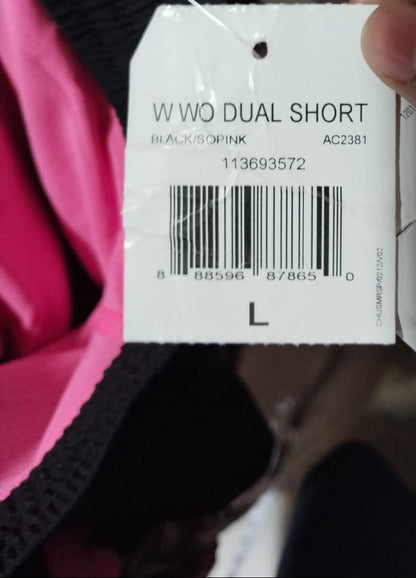 W WO DUAL SHORT
BLACK/SOPINK AC2381
113693572
8 88596 87865 0
L